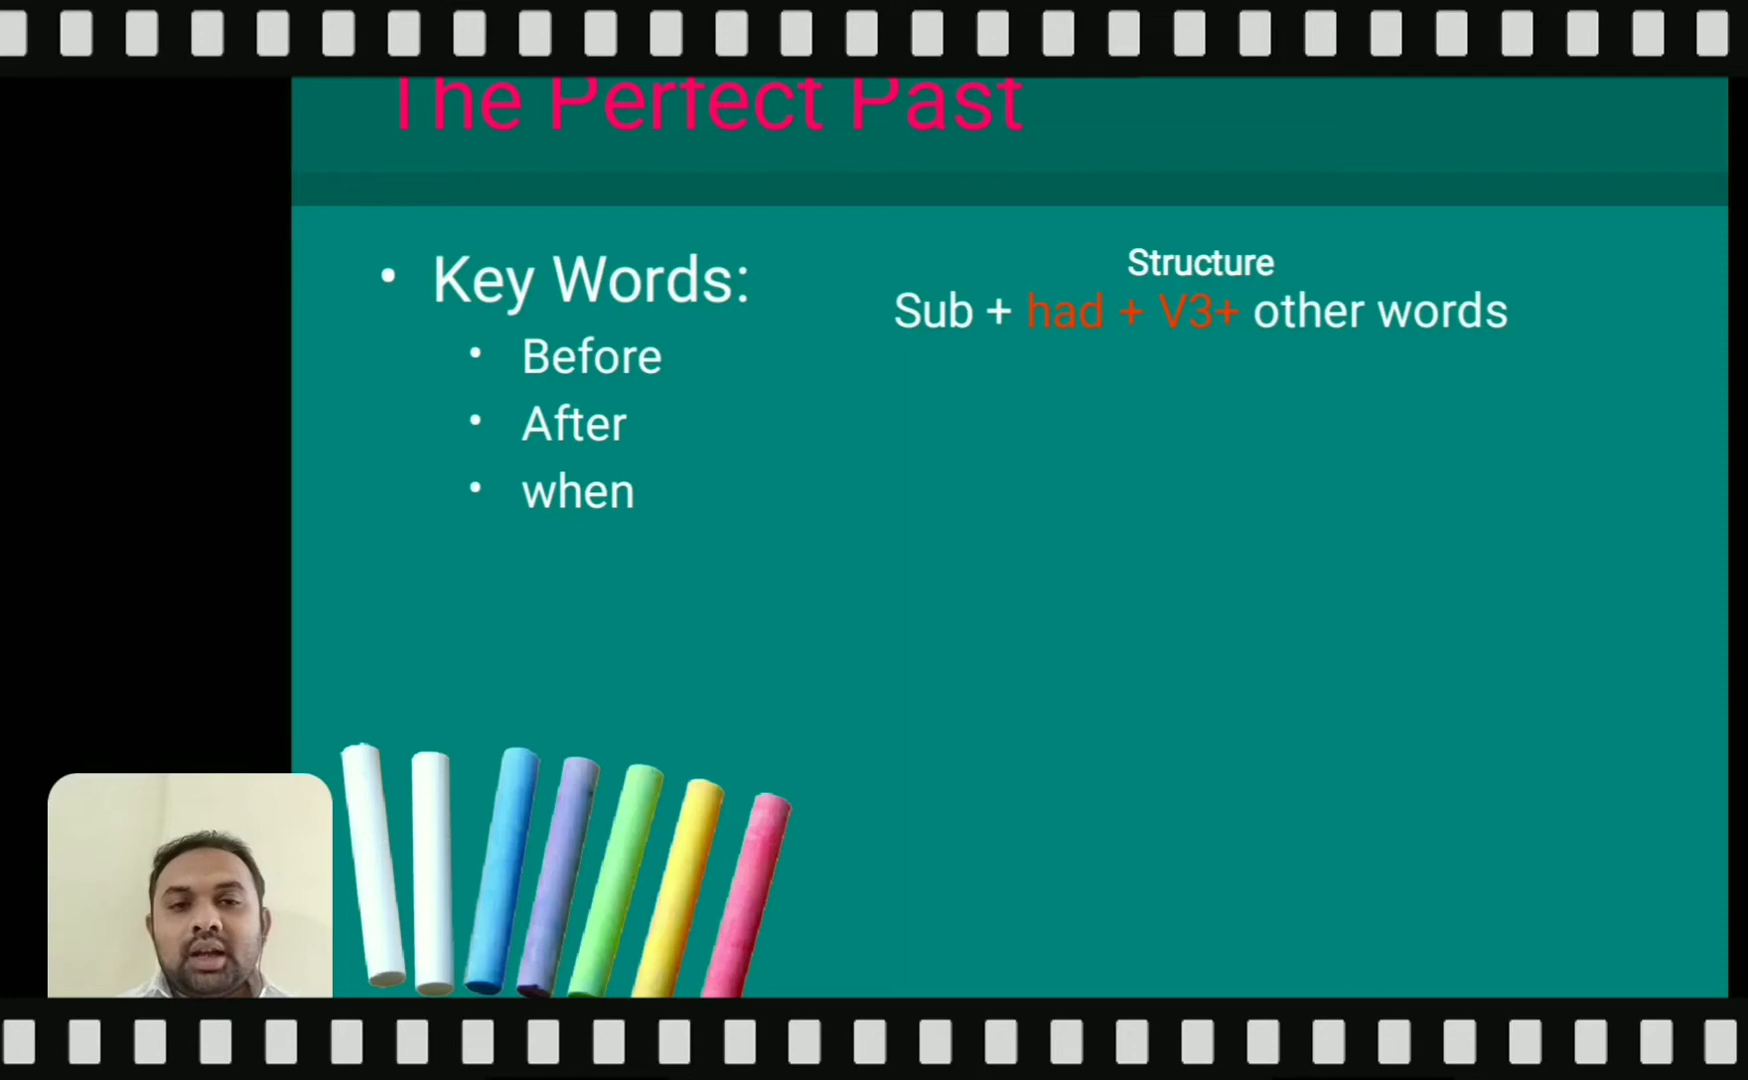 The Perfect Past
• Key Words:
• Before
• After
• when
Structure
Sub + had + V3+ other words